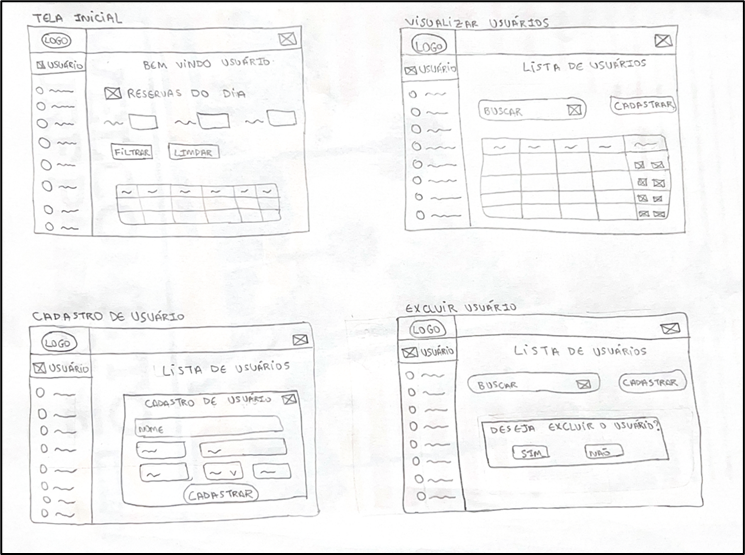 TELA INICIAL
LOGO
USUÁRIO
BEM VINDO USUÁRIO
RESERVAS DO DIA
FILTRAR LIMPAR
VISUALIZAR USUÁRIOS
LOGO
USUÁRIO
LISTA DE USUÁRIOS
BUSCAR CADASTRAR
CADASTRO DE USUÁRIO
LOGO
USUÁRIO
LISTA DE USUÁRIOS
CADASTRO DE USUÁRIO
NOME
CADASTRAR
EXCLUIR USUÁRIO
LOGO
USUÁRIO
LISTA DE USUÁRIOS
BUSCAR CADASTRAR
DESEJA EXCLUIR O USUÁRIO?
SIM NÃO